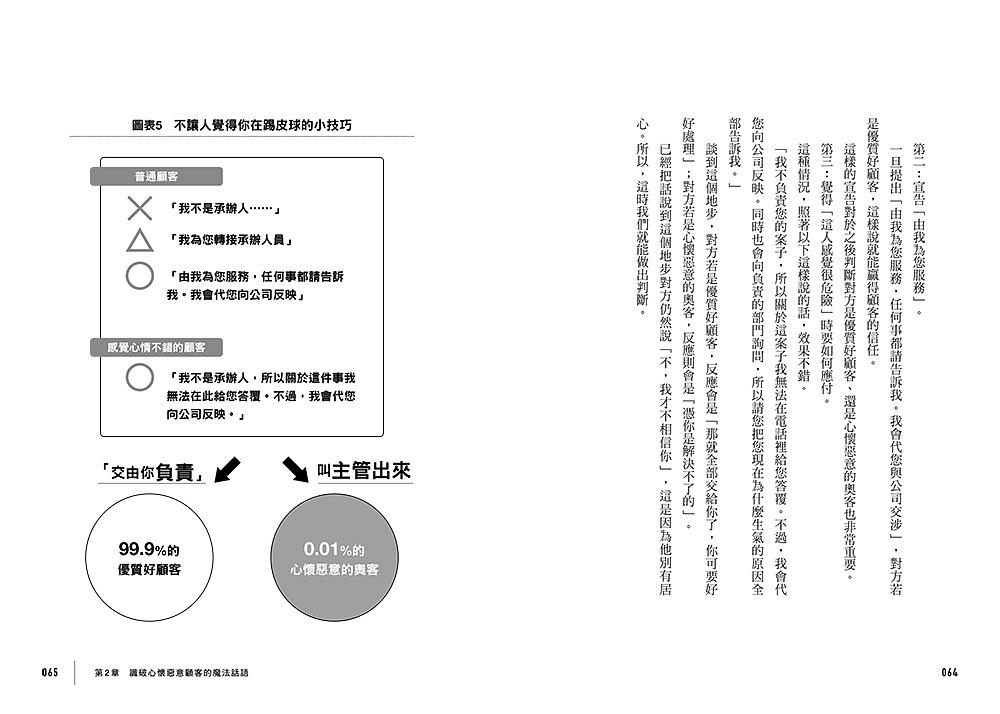 第二：宣告「由我為您服務」。
一旦提出「由我為您服務，任何事都請告訴我。我會代您與公司交涉」，對方若
是優質好顧客，這樣說就能贏得顧客的信任。
這樣的宣告對於之後判斷對方是優質好顧客、還是心懷惡意的奧客也非常重要。
第三：覺得「這人感覺很危險」時要如何應付。
這種情況，照著以下這樣說的話，效果不錯。
「我不負責您的案子，所以關於這案子我無法在電話裡給您答覆。不過，我會代
您向公司反映。同時也會向負責的部門詢問，所以請您把您現在為什麼生氣的原因全
部告訴我。」
談到這個地步，對方若是優質好顧客，反應會是「那就全部交給你了，你可要好
好處理」；對方若是心懷惡意的奧客，反應則會是「憑你是解決不了的」。
已經把話說到這個地步對方仍然說「不，我才不相信你」，這是因為他別有居
心。所以，這時我們就能做出判斷。
064
圖表5　不讓人覺得你在踢皮球的小技巧
普通顧客
「我不是承辦人……」
「我為您轉接承辦人員」
「由我為您服務，任何事都請告訴
我。我會代您向公司反映」
感覺心情不錯的顧客
「我不是承辦人，所以關於這件事我
無法在此給您答覆。不過，我會代您
向公司反映。」
「交由你負責」
叫主管出來
99.9%的
優質好顧客
0.01%的
心懷惡意的奧客
065
第2章　識破心懷惡意顧客的魔法話語